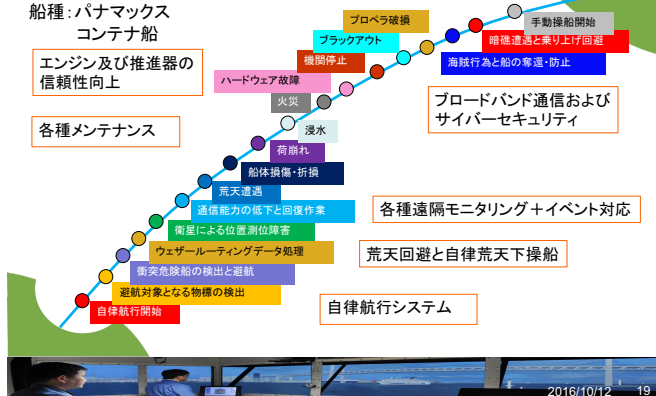 船種：パナマックス
コンテナ船
エンジン及び推進器の
信頼性向上
各種メンテナンス
プロペラ破損
ブラックアウト
機関停止
ハードウェア故障
火災
浸水
荷崩れ
船体損傷・折損
荒天遭遇
通信能力の低下と回復作業
衛星による位置測位障害
ウェザールーティングデータ処理
衝突危険船の検出と避航
避航対象となる物標の検出
自律航行開始
手動操船開始
暗礁遭遇と乗り上げ回避
海賊行為と船の奪還・防止
ブロードバンド通信および
サイバーセキュリティ
各種遠隔モニタリング＋イベント対応
荒天回避と自律荒天下操船
自律航行システム
2016/10/12 19